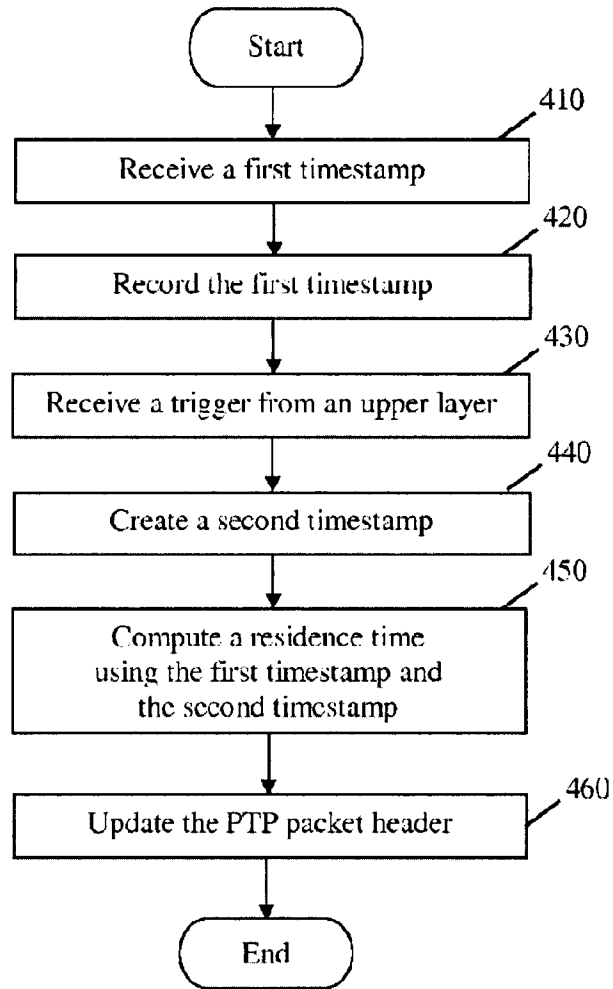 Start
410
Receive a first timestamp
420
Record the first timestamp
430
Receive a trigger from an upper layer
440
Create a second timestamp
450
Compute a residence time
using the first timestamp and
the second timestamp
460
Update the PTP packet header
End